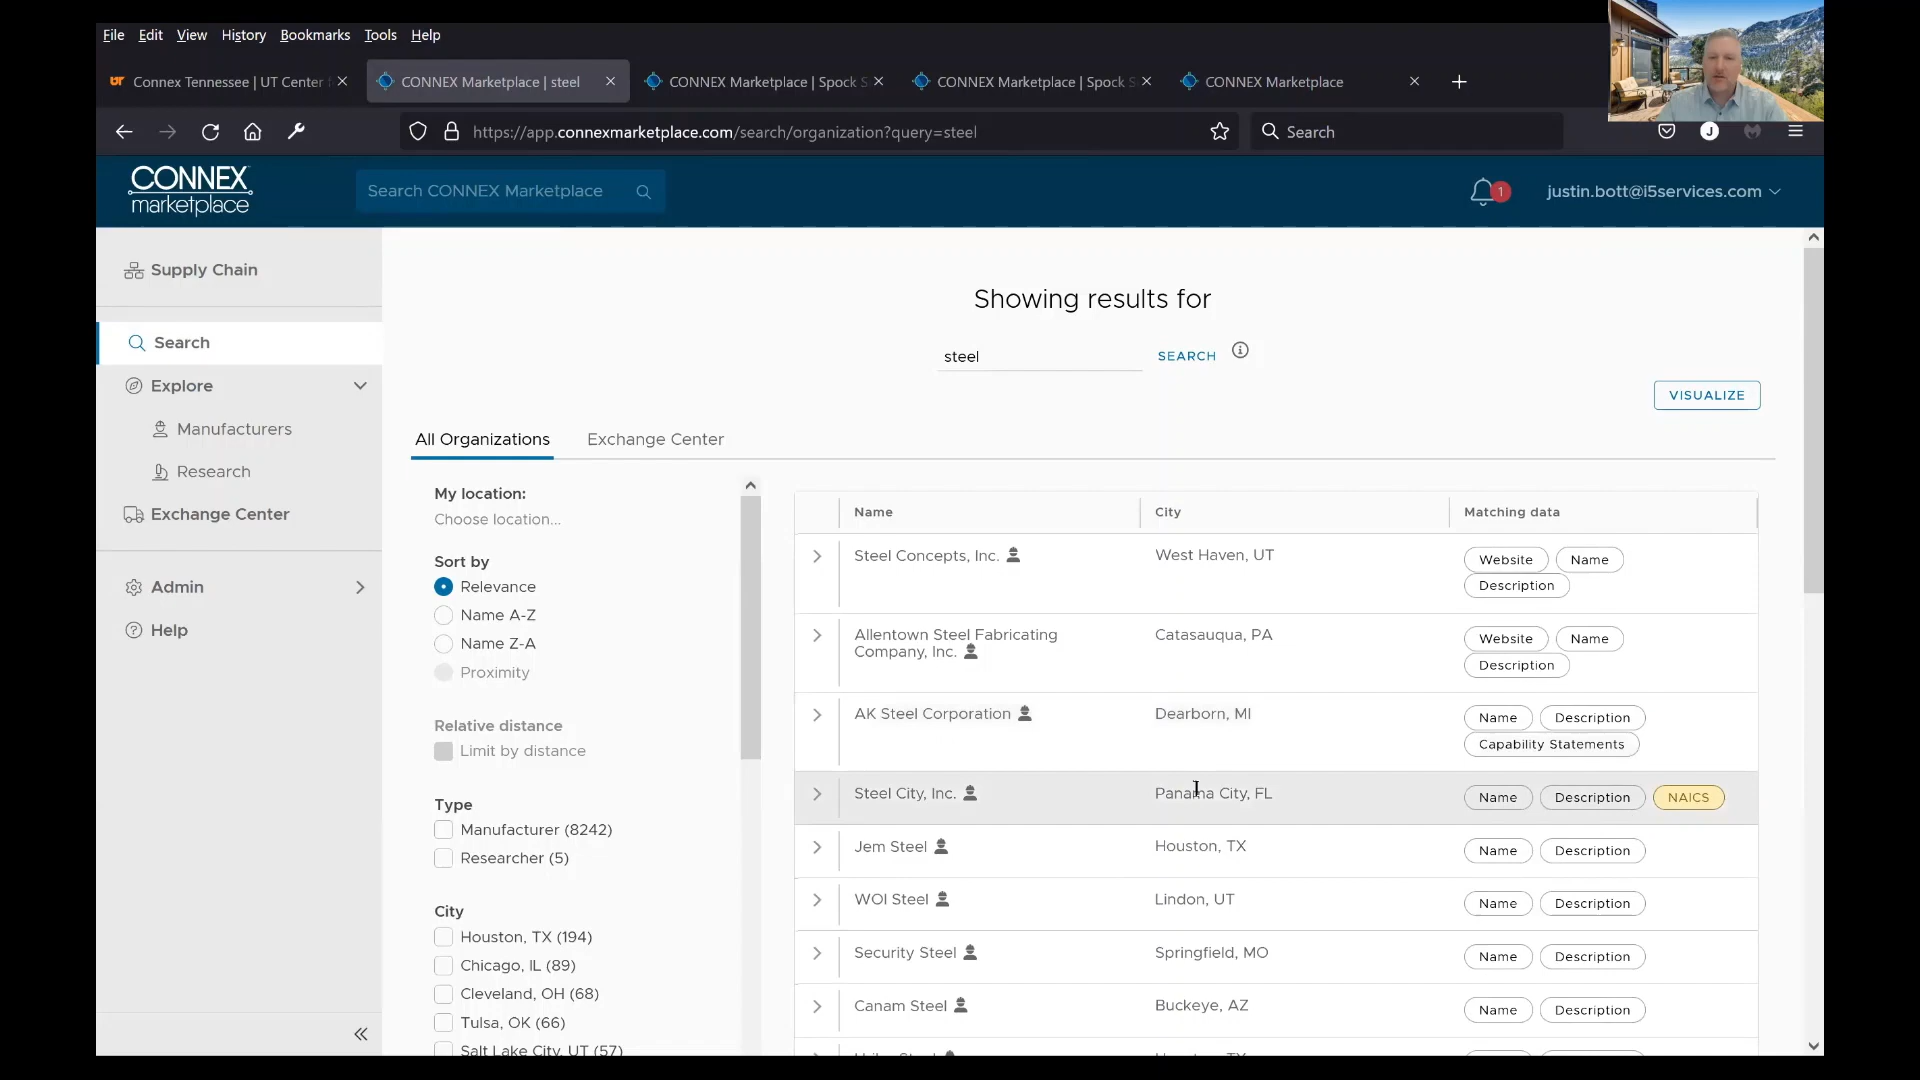 File Edit View History Bookmarks Tools Help
Connex Tennessee | UT Center
CONNEX Marketplace | steel
CONNEX Marketplace | Spock S
CONNEX Marketplace | Spock S
CONNEX Marketplace
https://app.connexmarketplace.com/search/organization?query=steel
Search
J
CONNEX
marketplace
Search CONNEX Marketplace
1
justin.bott@i5services.com
Supply Chain
Search
Explore
Manufacturers
Research
Exchange Center
Admin
Help
Showing results for
steel
SEARCH
VISUALIZE
All Organizations
Exchange Center
My location:
Choose location...
Sort by
Relevance
Name A-Z
Name Z-A
Proximity
Relative distance
Limit by distance
Type
Manufacturer (8242)
Researcher (5)
City
Houston, TX (194)
Chicago, IL (89)
Cleveland, OH (68)
Tulsa, OK (66)
Salt Lake City, UT (57)
Name City Matching data
Steel Concepts, Inc. West Haven, UT Website Name
Description
Allentown Steel Fabricating
Company, Inc. Catasauqua, PA Website Name
Description
AK Steel Corporation Dearborn, MI Name Description
Capability Statements
Steel City, Inc. Panama City, FL Name Description NAICS
Jem Steel Houston, TX Name Description
WOI Steel Lindon, UT Name Description
Security Steel Springfield, MO Name Description
Canam Steel Buckeye, AZ Name Description